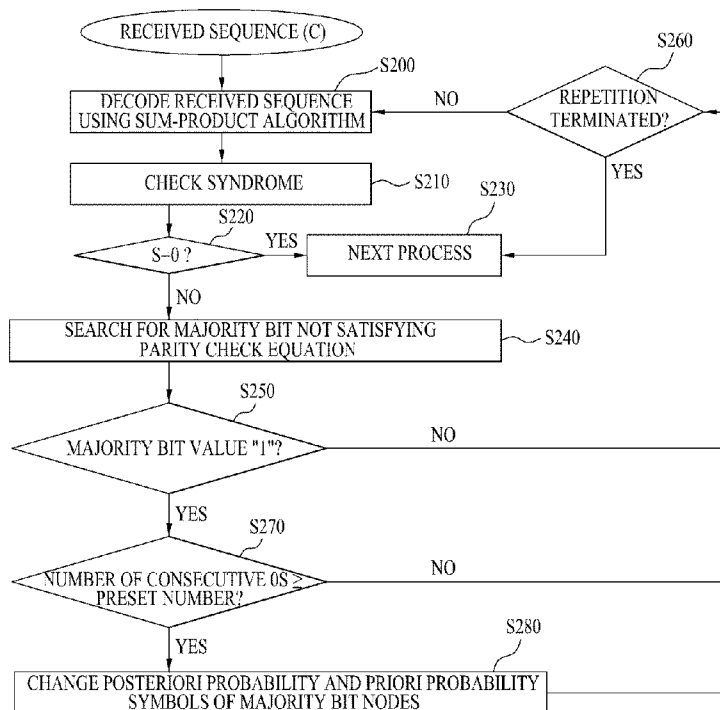 RECEIVED SEQUENCE (C)
S200
DECODE RECEIVED SEQUENCE
USING SUM-PRODUCT ALGORITHM
NO
S260
REPETITION
TERMINATED?
YES
CHECK SYNDROME
S210
S220
S=0 ?
YES
S230
NEXT PROCESS
NO
SEARCH FOR MAJORITY BIT NOT SATISFYING
PARITY CHECK EQUATION
S240
S250
MAJORITY BIT VALUE "1"?
NO
YES
S270
NUMBER OF CONSECUTIVE 0S ≥
PRESET NUMBER?
NO
YES
S280
CHANGE POSTERIORI PROBABILITY AND PRIORI PROBABILITY
SYMBOLS OF MAJORITY BIT NODES